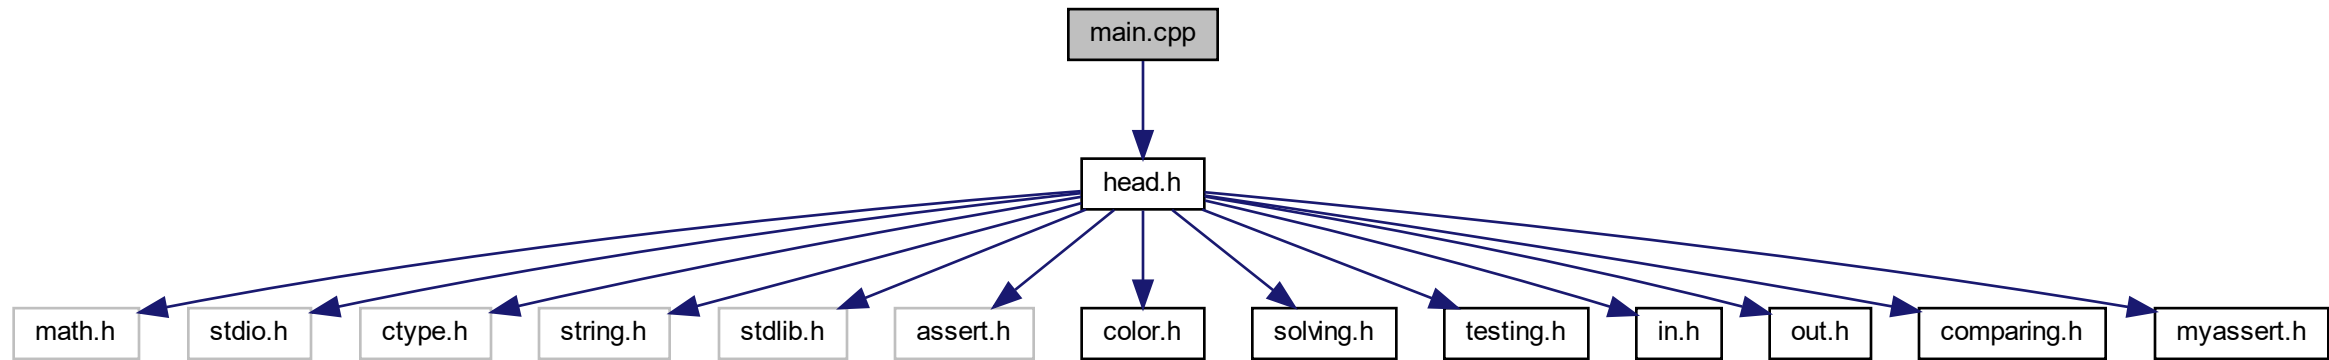 main.cpp
head.h
math.h
stdio.h
ctype.h
string.h
stdlib.h
assert.h
color.h
solving.h
testing.h
in.h
out.h
comparing.h
myassert.h